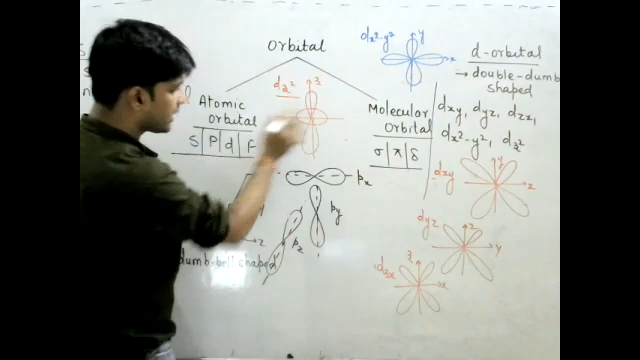 Orbital
Atomic
Orbital
S P d F
dz²
z
Molecular
Orbital
σ π δ
dx²-y²
y
x
d-orbital
→ double-dumb
shaped
dxy, dyz, dzx,
dx²-y², dz²
dxy
y
x
dyz
z
y
dzx
z
x
px
py
pz
z
dumb-bell shaped